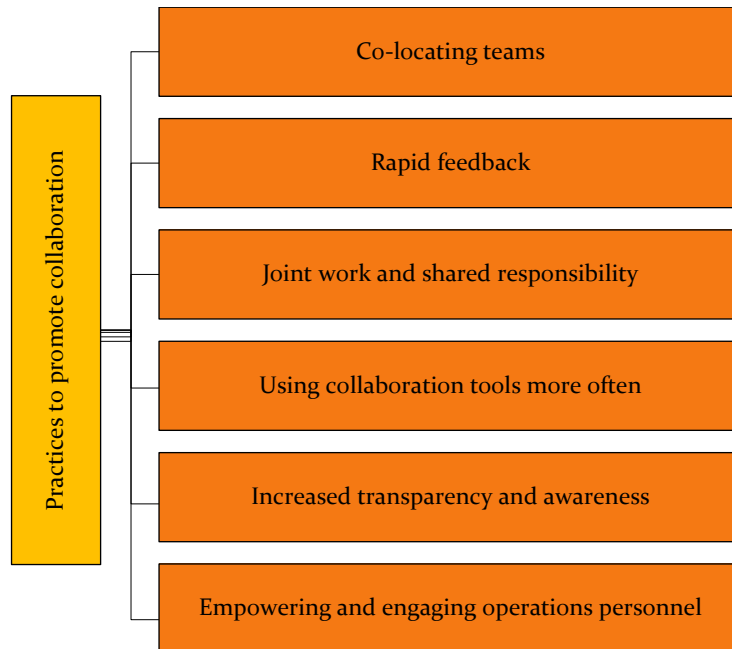 Practices to promote collaboration
Co-locating teams
Rapid feedback
Joint work and shared responsibility
Using collaboration tools more often
Increased transparency and awareness
Empowering and engaging operations personnel